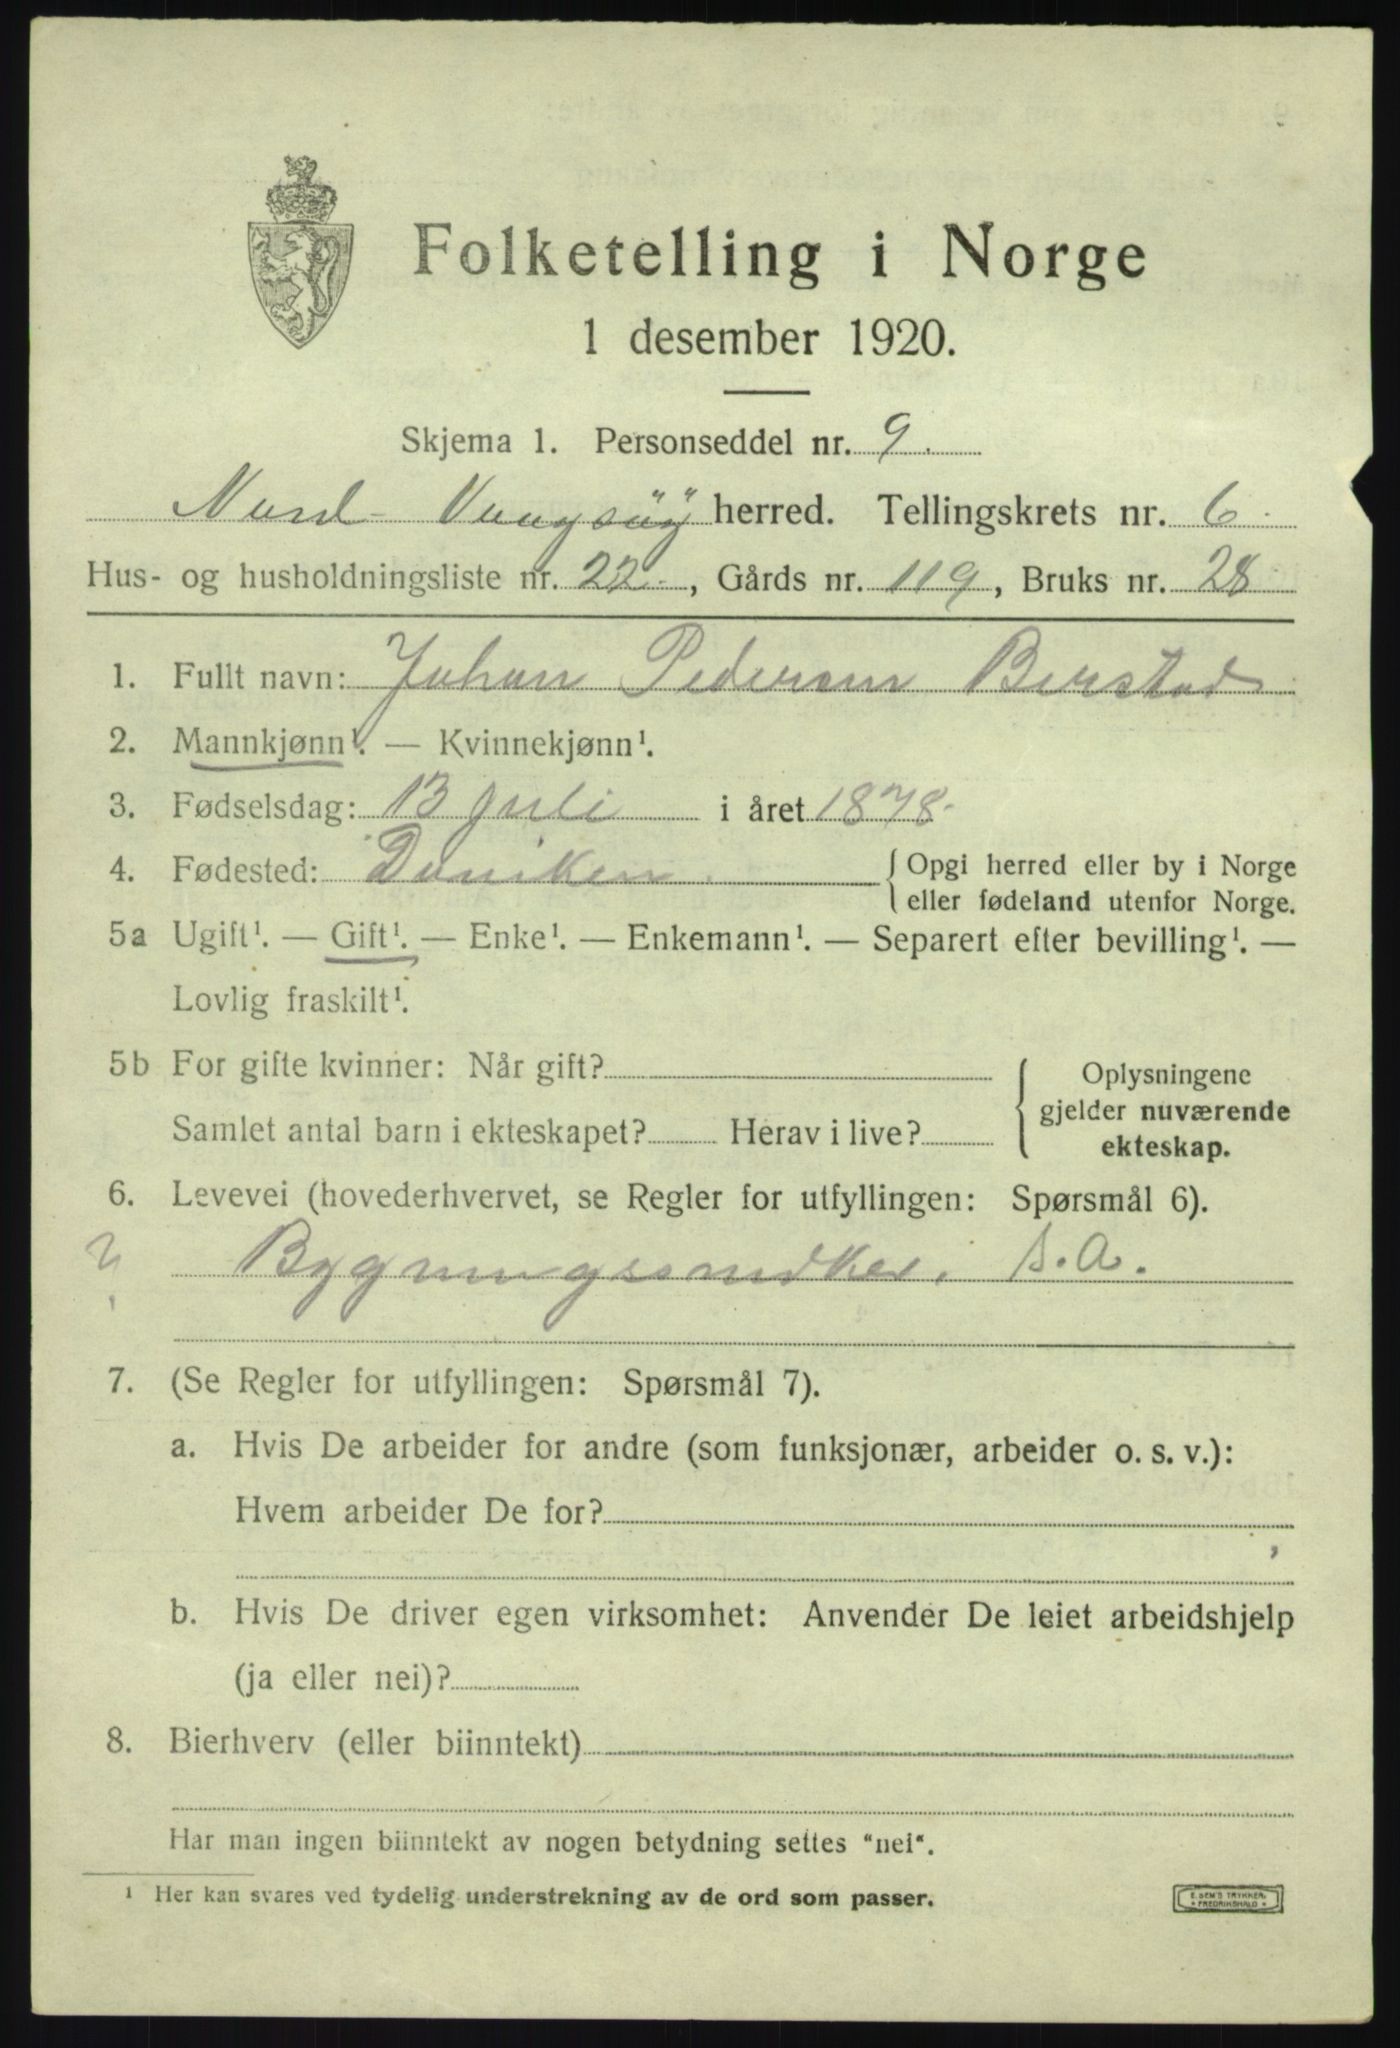 Folketelling i Norge
1 desember 1920.
Skjema 1. Personseddel nr. 9.
Nord-Vaagsøy herred. Tellingskrets nr. 6.
Hus- og husholdningsliste nr. 22., Gårds nr. 119, Bruks nr. 28
1. Fullt navn: Johan Pedersen Berstad
2. Mannkjønn¹. — Kvinnekjønn¹.
3. Fødselsdag: 13 juli i året 1878.
4. Fødested: Daviken. { Opgi herred eller by i Norge
eller fødeland utenfor Norge.
5a Ugift¹. — Gift¹. — Enke¹. — Enkemann¹. — Separert efter bevilling¹. —
Lovlig fraskilt¹.
5b For gifte kvinner: Når gift?
Samlet antal barn i ekteskapet? Herav i live?
{ Oplysningene
gjelder nuværende
ekteskap.
6. Levevei (hovederhvervet, se Regler for utfyllingen: Spørsmål 6).
? Bygningssnedker. s.a.
7. (Se Regler for utfyllingen: Spørsmål 7).
a. Hvis De arbeider for andre (som funksjonær, arbeider o. s. v.):
Hvem arbeider De for?
b. Hvis De driver egen virksomhet: Anvender De leiet arbeidshjelp
(ja eller nei)?
8. Bierhverv (eller biinntekt)
Har man ingen biinntekt av nogen betydning settes "nei".
¹ Her kan svares ved tydelig understrekning av de ord som passer.
E. SEM'S TRYKKERI
FREDRIKSHALD